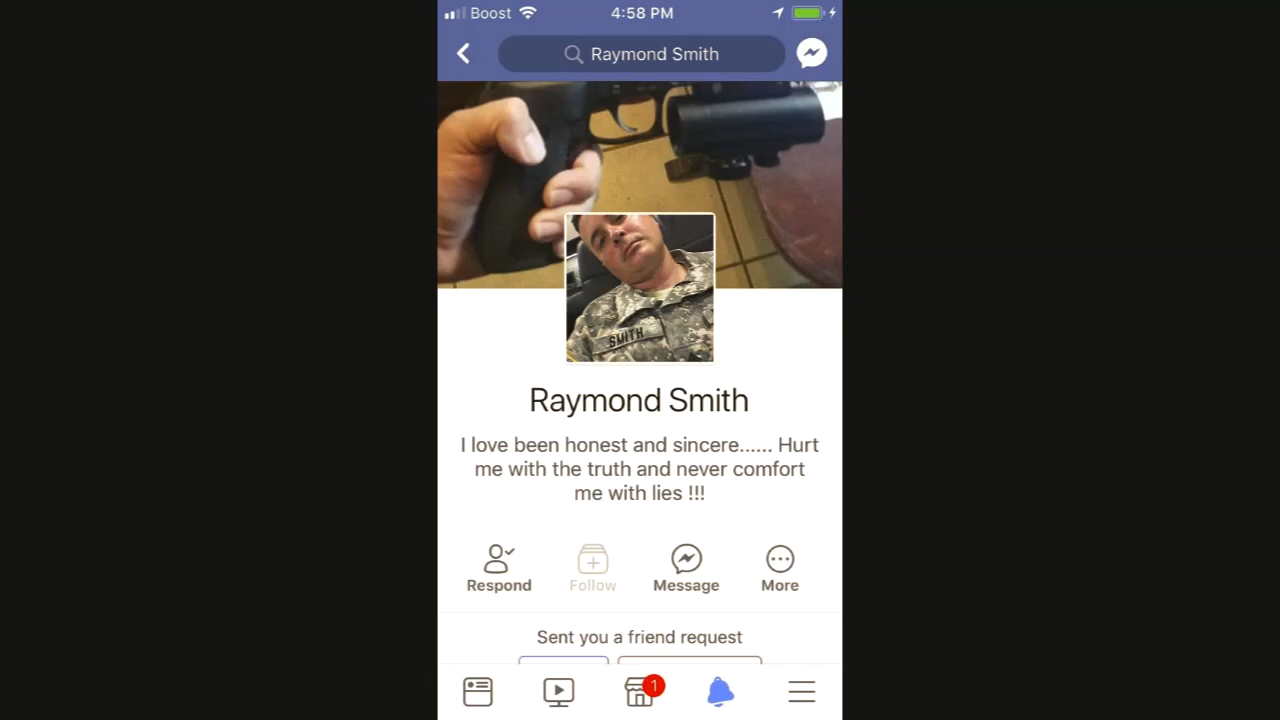 Boost 4:58 PM
Raymond Smith
SMITH
Raymond Smith
I love been honest and sincere...... Hurt
me with the truth and never comfort
me with lies !!!
Respond Follow Message More
Sent you a friend request
1